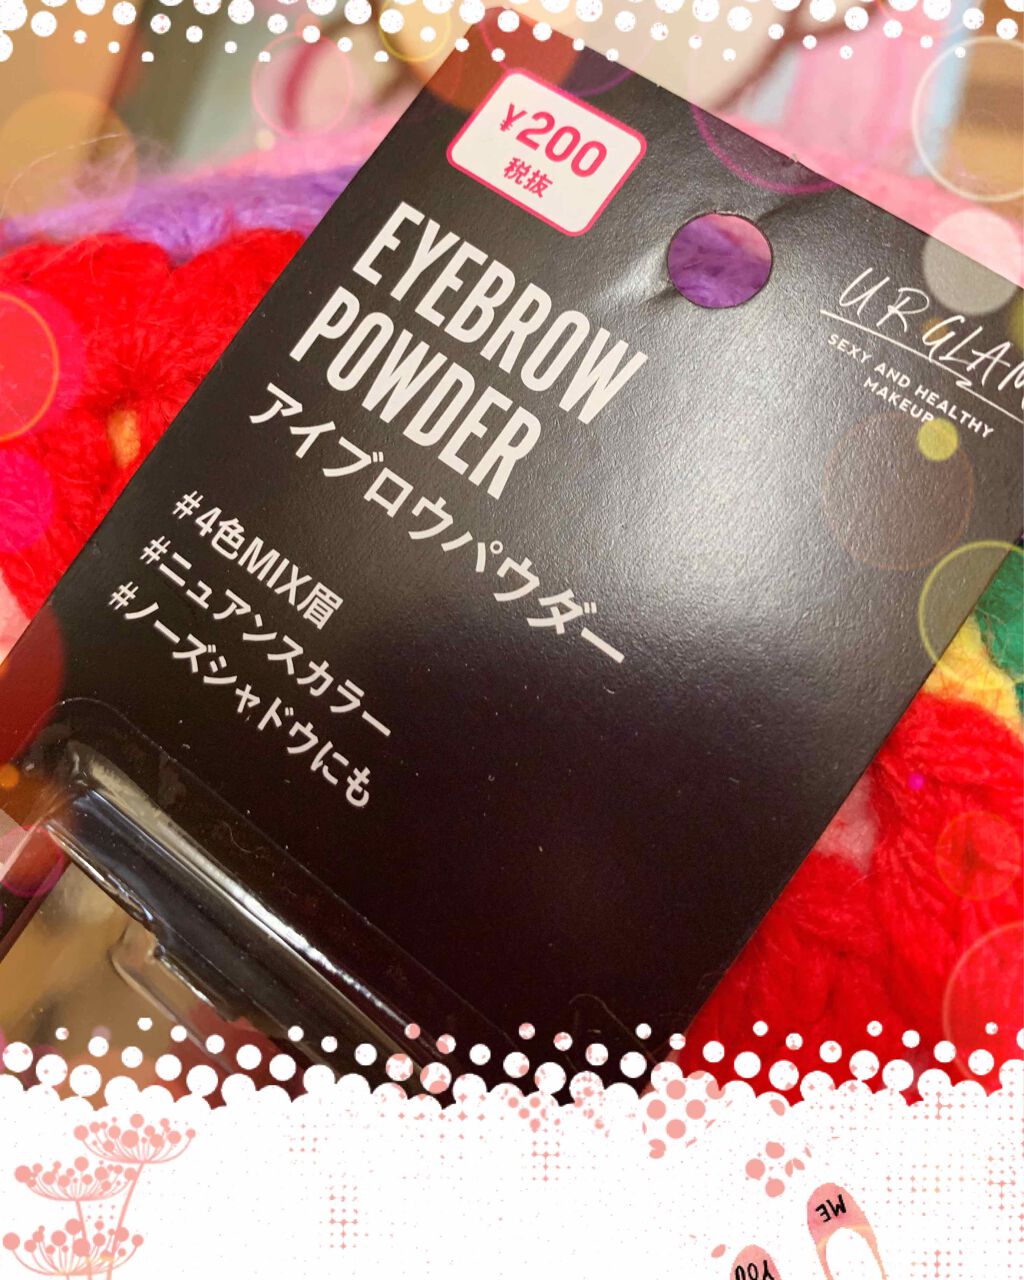 ¥200
税抜
EYEBROW
POWDER
アイブロウパウダー
#4色MIX眉
#ニュアンスカラー
#ノーズシャドウにも
UR GLAM
SEXY AND HEALTHY
MAKEUP
ME
YOU